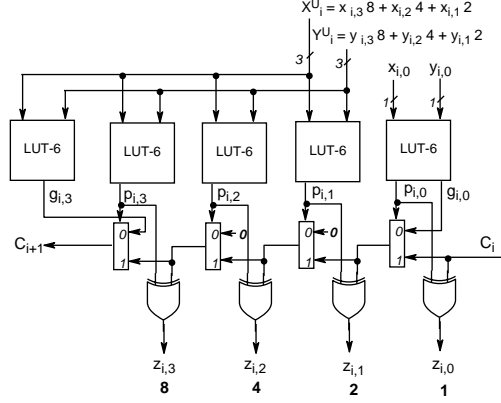 X^U_i = x_{i,3} 8 + x_{i,2} 4 + x_{i,1} 2
Y^U_i = y_{i,3} 8 + y_{i,2} 4 + y_{i,1} 2
3 3 x_{i,0} y_{i,0}
1 1
LUT-6 LUT-6 LUT-6 LUT-6 LUT-6
g_{i,3} p_{i,3} p_{i,2} p_{i,1} p_{i,0} g_{i,0}
0 0 0 0 0 0
C_{i+1} C_i
1 1 1 1
z_{i,3} z_{i,2} z_{i,1} z_{i,0}
8 4 2 1